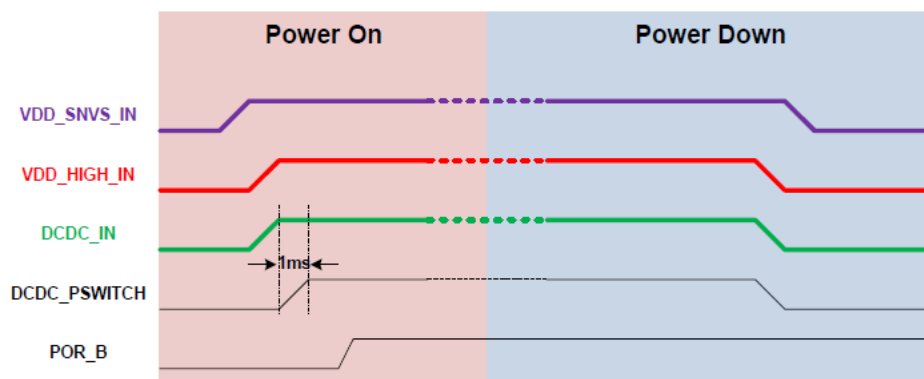 Power On
Power Down
VDD_SNVS_IN
VDD_HIGH_IN
DCDC_IN
1ms
DCDC_PSWITCH
POR_B